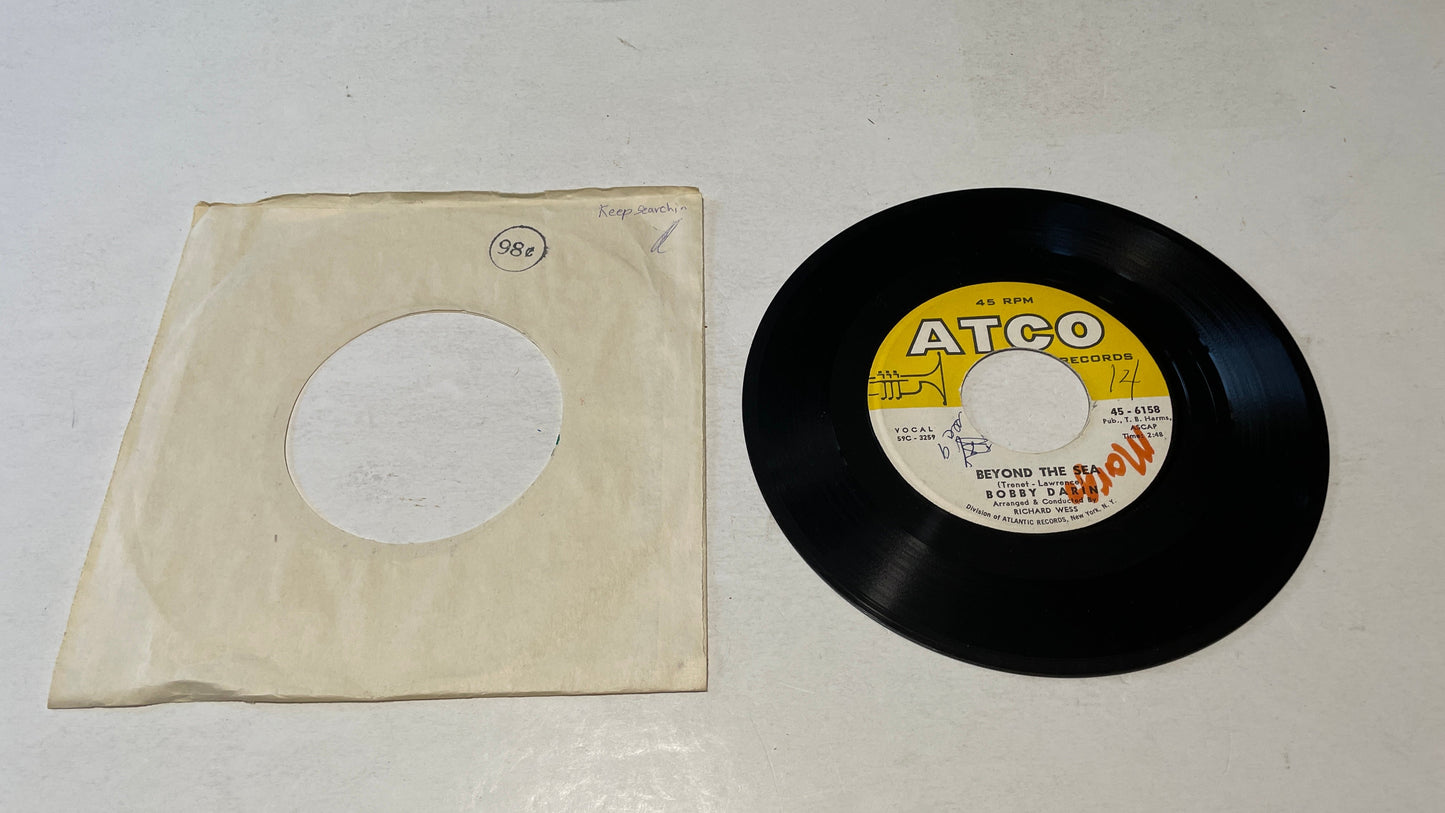 Keep Searchin
98¢
45 RPM
ATCO
RECORDS
14
45 - 6158
Pub., T. B. Harms,
ASCAP
Time: 2:48
VOCAL
59C - 3259
BEYOND THE SEA
(Trenet - Lawrence)
BOBBY DARIN
Arranged & Conducted by
RICHARD WESS
Division of ATLANTIC RECORDS, New York, N. Y.